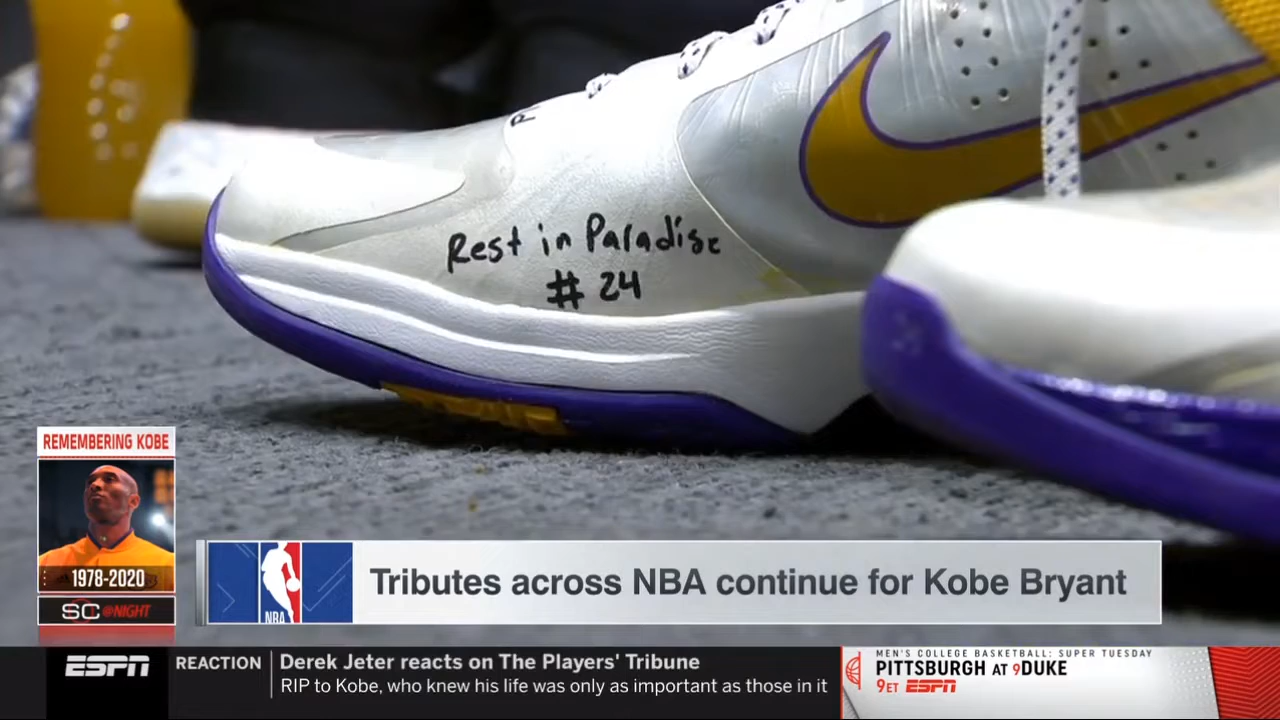 Rest in Paradise
# 24
REMEMBERING KOBE
1978-2020
SC @NIGHT
NBA
Tributes across NBA continue for Kobe Bryant
ESPN
REACTION
Derek Jeter reacts on The Players' Tribune
RIP to Kobe, who knew his life was only as important as those in it
MEN'S COLLEGE BASKETBALL: SUPER TUESDAY
PITTSBURGH AT 9DUKE
9ET ESPN